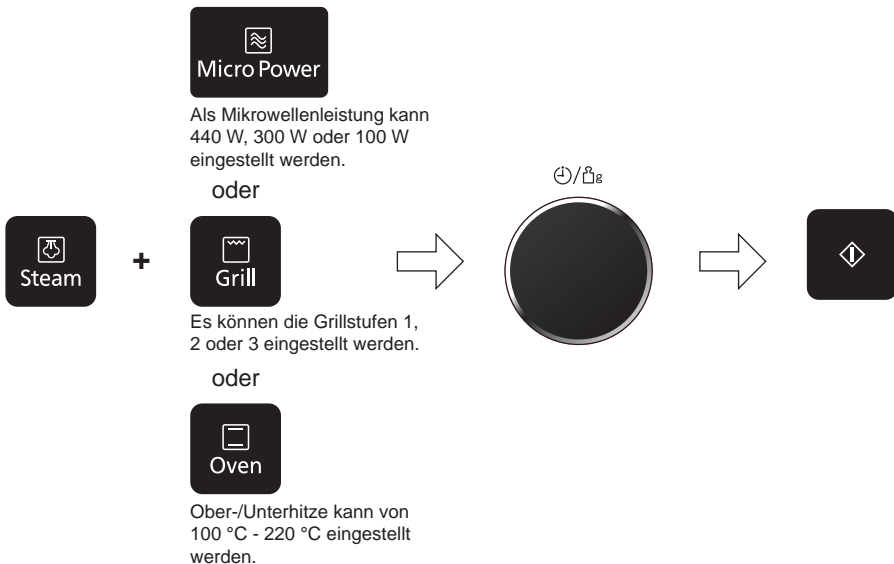 Micro Power
Als Mikrowellenleistung kann
440 W, 300 W oder 100 W
eingestellt werden.
oder
Steam
+
Grill
Es können die Grillstufen 1,
2 oder 3 eingestellt werden.
oder
Oven
Ober-/Unterhitze kann von
100 °C - 220 °C eingestellt
werden.
/ g